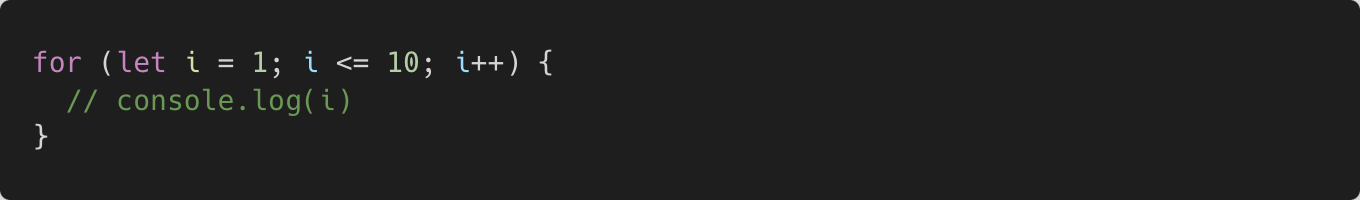 for (let i = 1; i <= 10; i++) {
  // console.log(i)
}